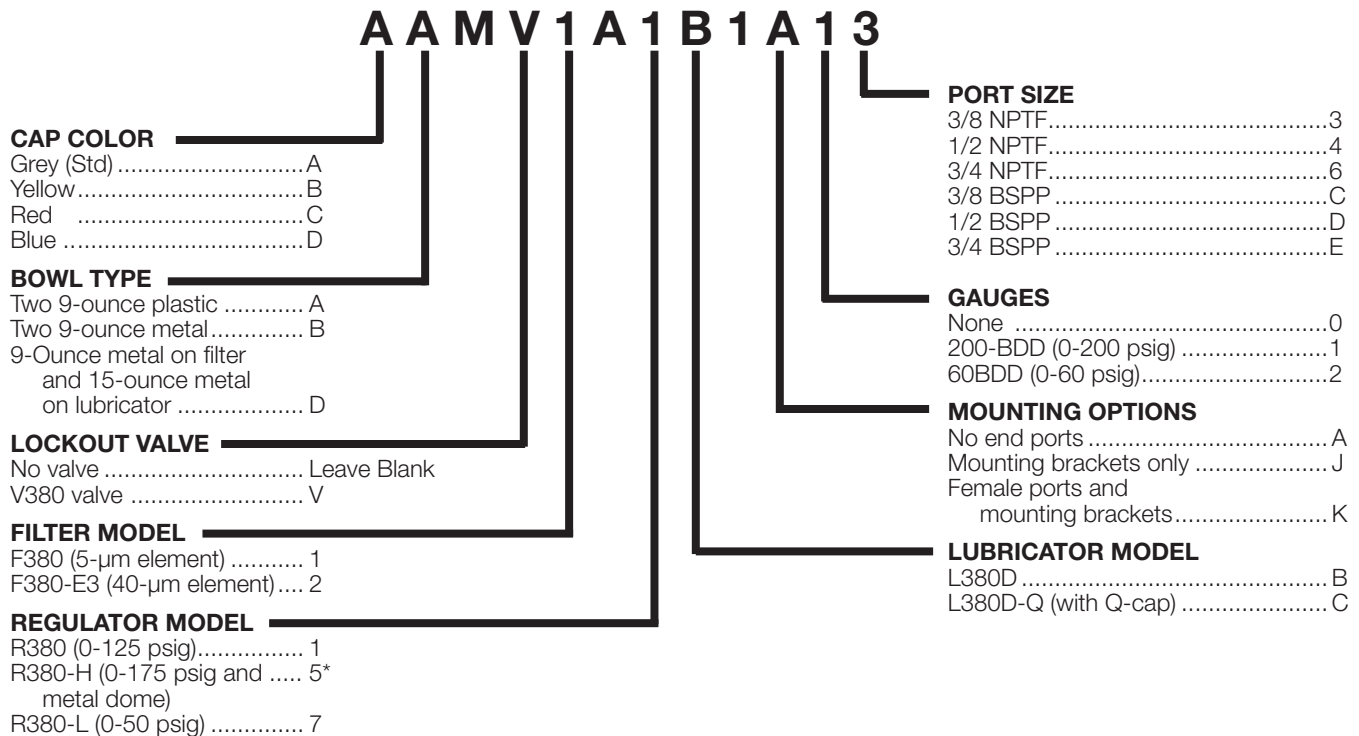 A A M V 1 A 1 B 1 A 1 3
CAP COLOR
Grey (Std) ............................ A
Yellow .................................. B
Red .................................. C
Blue .................................... D
BOWL TYPE
Two 9-ounce plastic ............ A
Two 9-ounce metal .............. B
9-Ounce metal on filter
and 15-ounce metal
on lubricator .................. D
LOCKOUT VALVE
No valve ............................. Leave Blank
V380 valve ......................... V
FILTER MODEL
F380 (5-µm element) ........... 1
F380-E3 (40-µm element) .... 2
REGULATOR MODEL
R380 (0-125 psig)................ 1
R380-H (0-175 psig and ..... 5*
metal dome)
R380-L (0-50 psig) .............. 7
PORT SIZE
3/8 NPTF..........................................3
1/2 NPTF..........................................4
3/4 NPTF..........................................6
3/8 BSPP .........................................C
1/2 BSPP .........................................D
3/4 BSPP .........................................E
GAUGES
None ...............................................0
200-BDD (0-200 psig) ......................1
60BDD (0-60 psig)............................2
MOUNTING OPTIONS
No end ports .................................... A
Mounting brackets only .................... J
Female ports and
mounting brackets....................... K
LUBRICATOR MODEL
L380D .............................................. B
L380D-Q (with Q-cap) ...................... C